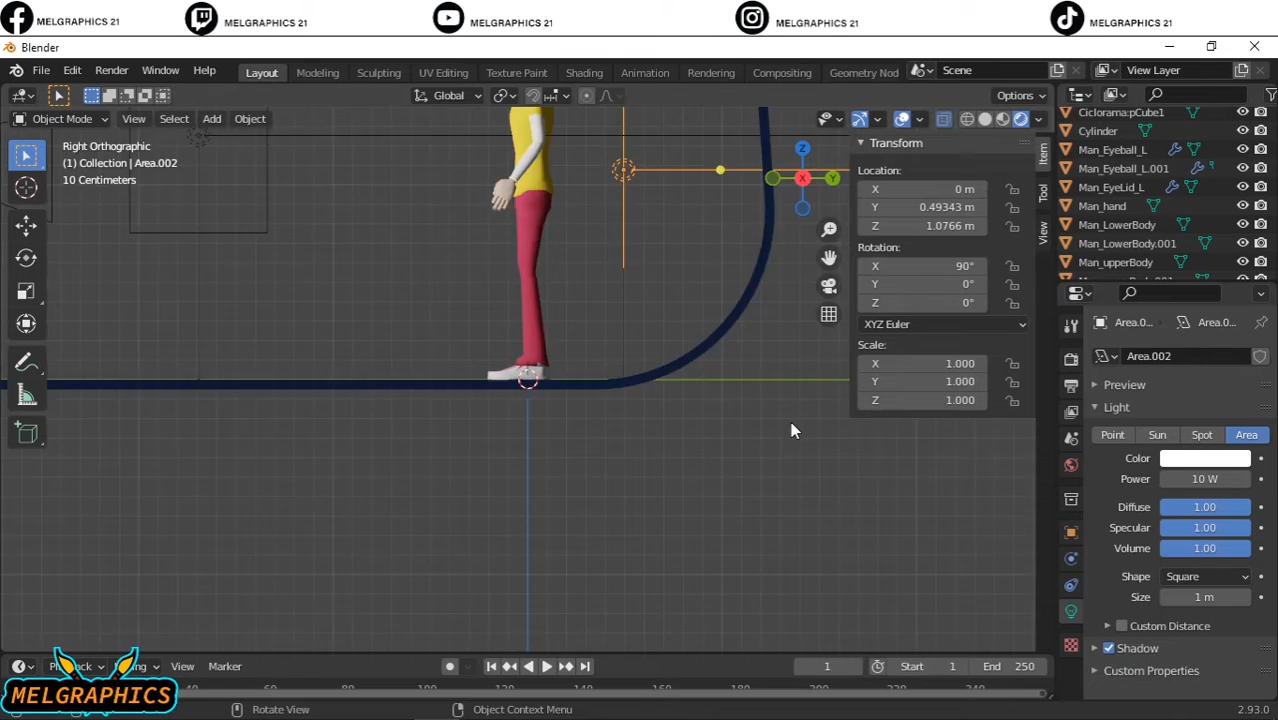 MELGRAPHICS 21 MELGRAPHICS 21 MELGRAPHICS 21 MELGRAPHICS 21 MELGRAPHICS 21
Blender
File Edit Render Window Help Layout Modeling Sculpting UV Editing Texture Paint Shading Animation Rendering Compositing Geometry Nod Scene View Layer
Global Options
Object Mode View Select Add Object
Right Orthographic
(1) Collection | Area.002
10 Centimeters
Z
X
Y
Transform
Location:
X 0 m
Y 0.49343 m
Z 1.0766 m
Rotation:
X 90°
Y 0°
Z 0°
XYZ Euler
Scale:
X 1.000
Y 1.000
Z 1.000
Item
Tool
View
Ciclorama:pCube1
Cylinder
Man_Eyeball_L
Man_Eyeball_L.001
Man_EyeLid_L
Man_hand
Man_LowerBody
Man_LowerBody.001
Man_upperBody
Area.0... Area.0...
Area.002
Preview
Light
Point Sun Spot Area
Color
Power 10 W
Diffuse 1.00
Specular 1.00
Volume 1.00
Shape Square
Size 1 m
Custom Distance
Shadow
Custom Properties
View Marker 1 Start 1 End 250
MELGRAPHICS
Rotate View Object Context Menu 2.93.0